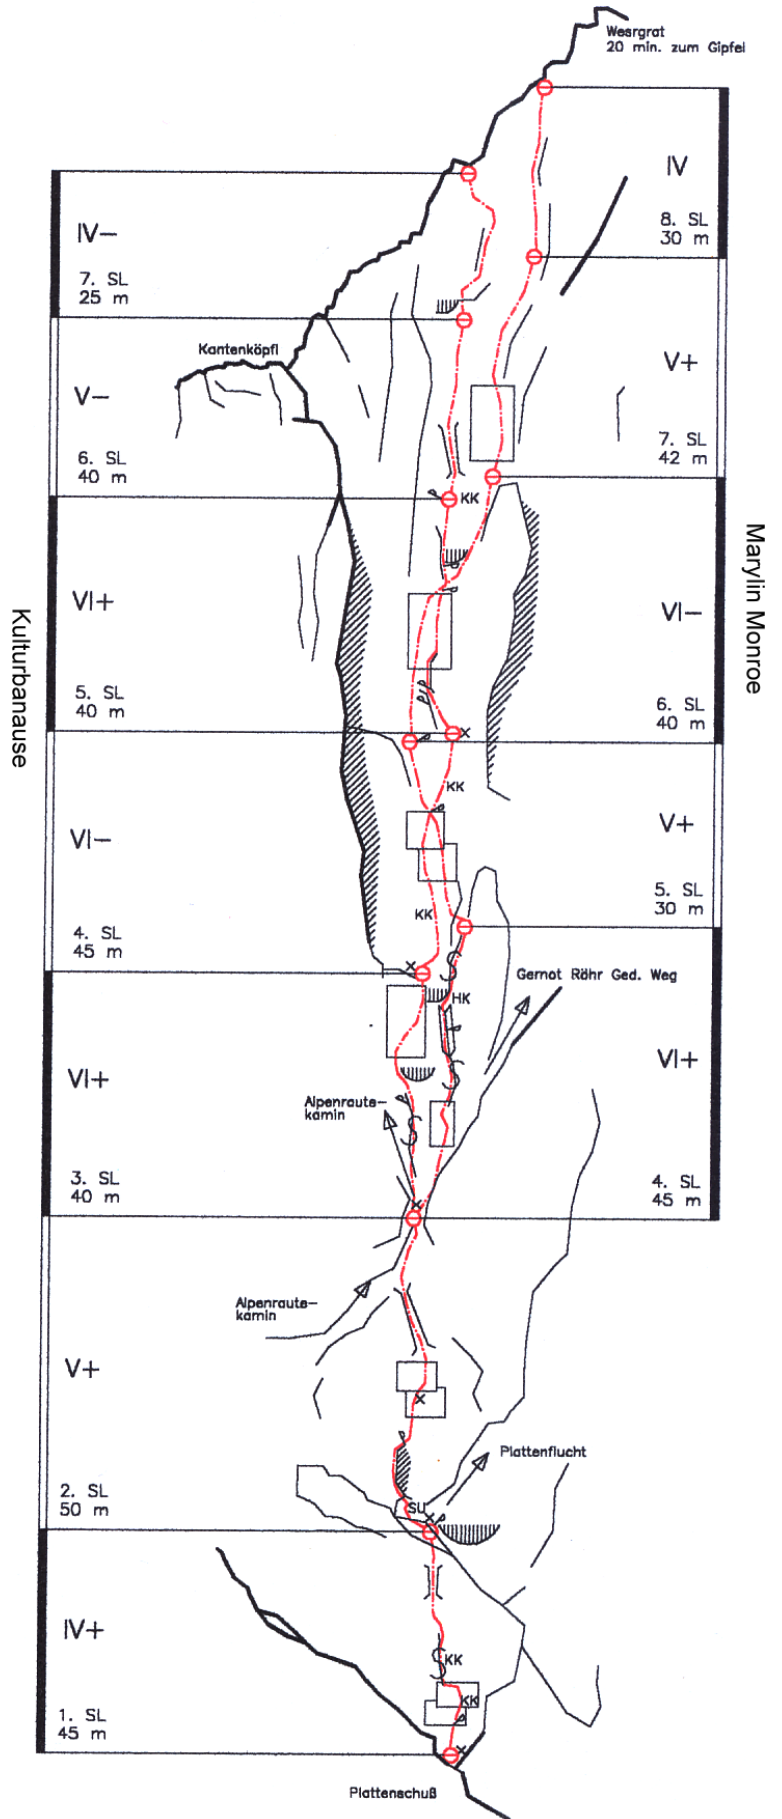 Wesrgrat
20 min. zum Gipfel
IV
8. SL
30 m
IV–
7. SL
25 m
Kantenköpfl
V+
7. SL
42 m
V–
6. SL
40 m
KK
Marylin Monroe
Kulturbanause
VI+
5. SL
40 m
VI–
6. SL
40 m
x
KK
V+
5. SL
30 m
VI–
4. SL
45 m
KK
x
HK
Gernot Röhr Ged. Weg
VI+
4. SL
45 m
VI+
3. SL
40 m
Alpenraute–
kamin
x
Alpenraute–
kamin
V+
2. SL
50 m
x
Plattenflucht
SU
x
IV+
1. SL
45 m
KK
KK
x
Plattenschuß